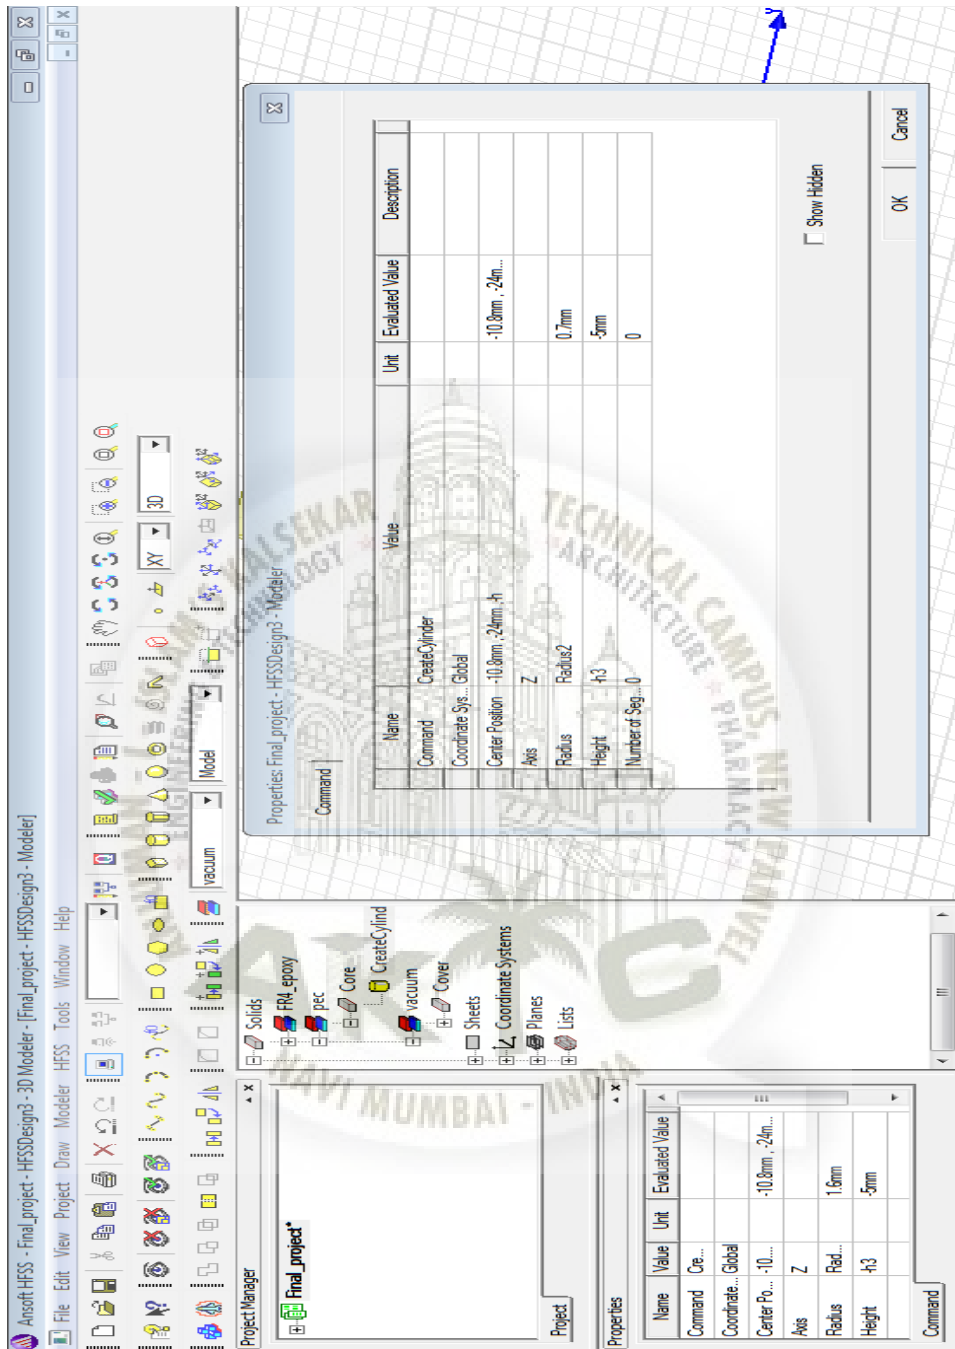 Ansoft HFSS - Final_project - HFSSDesign3 - 3D Modeler - [Final_project - HFSSDesign3 - Modeler]
File Edit View Project Draw Modeler HFSS Tools Window Help
vacuum
Model
XY
3D
Project Manager
Final_project*
Project
Properties
Name Value Unit Evaluated Value
Command Cre...
Coordinate... Global
Center Po... -10... -10.8mm , -24m...
Axis Z
Radius Rad... 1.6mm
Height -h3 -5mm
Command
Solids
FR4_epoxy
pec
Core
CreateCylind
vacuum
Cover
Sheets
Coordinate Systems
Planes
Lists
Properties: Final_project - HFSSDesign3 - Modeler
Command
Name Value Unit Evaluated Value Description
Command CreateCylinder
Coordinate Sys... Global
Center Position -10.8mm ,-24mm ,-h -10.8mm , -24m...
Axis Z
Radius Radius2 0.7mm
Height -h3 -5mm
Number of Seg... 0 0
Show Hidden
OK Cancel
Y
KALSEKAR TECHNICAL CAMPUS, NEW PANVEL
TECHNOLOGY * ARCHITECTURE * PHARMACY
AKTC
NAVI MUMBAI - INDIA